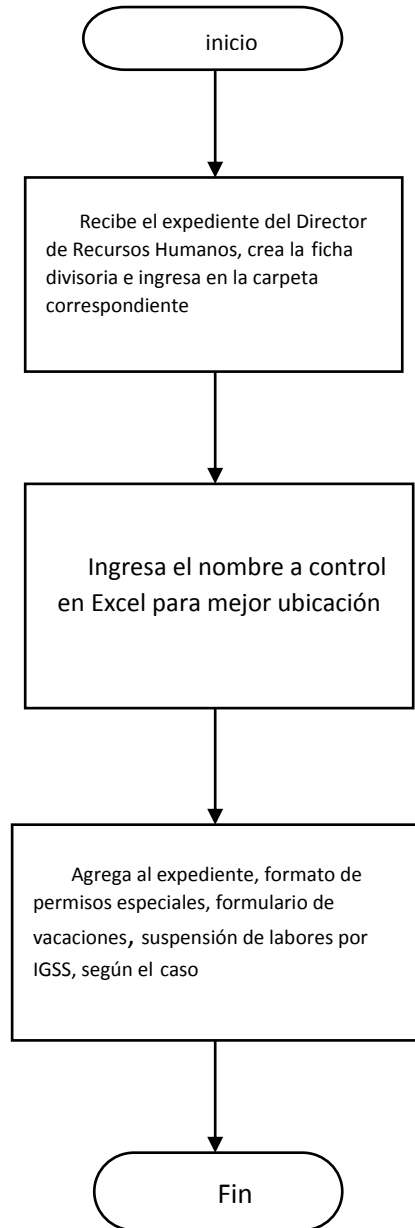 inicio
Recibe el expediente del Director
de Recursos Humanos, crea la ficha
divisoria e ingresa en la carpeta
correspondiente
Ingresa el nombre a control
en Excel para mejor ubicación
Agrega al expediente, formato de
permisos especiales, formulario de
vacaciones, suspensión de labores por
IGSS, según el caso
Fin